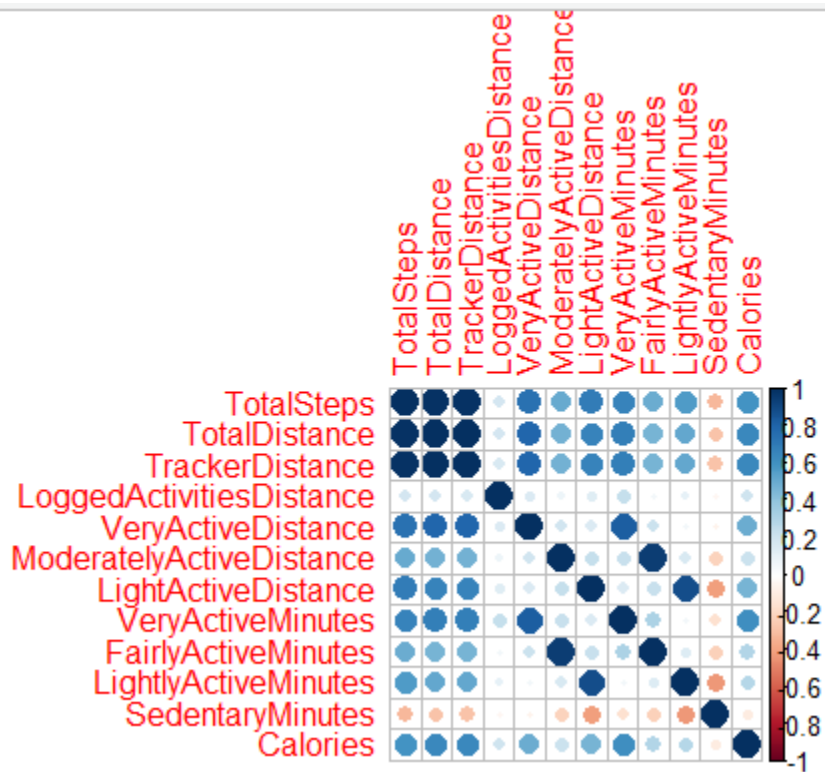 TotalSteps
TotalDistance
TrackerDistance
LoggedActivitiesDistance
VeryActiveDistance
ModeratelyActiveDistance
LightActiveDistance
VeryActiveMinutes
FairlyActiveMinutes
LightlyActiveMinutes
SedentaryMinutes
Calories
TotalSteps
TotalDistance
TrackerDistance
LoggedActivitiesDistance
VeryActiveDistance
ModeratelyActiveDistance
LightActiveDistance
VeryActiveMinutes
FairlyActiveMinutes
LightlyActiveMinutes
SedentaryMinutes
Calories
1
0.8
0.6
0.4
0.2
0
-0.2
-0.4
-0.6
-0.8
-1